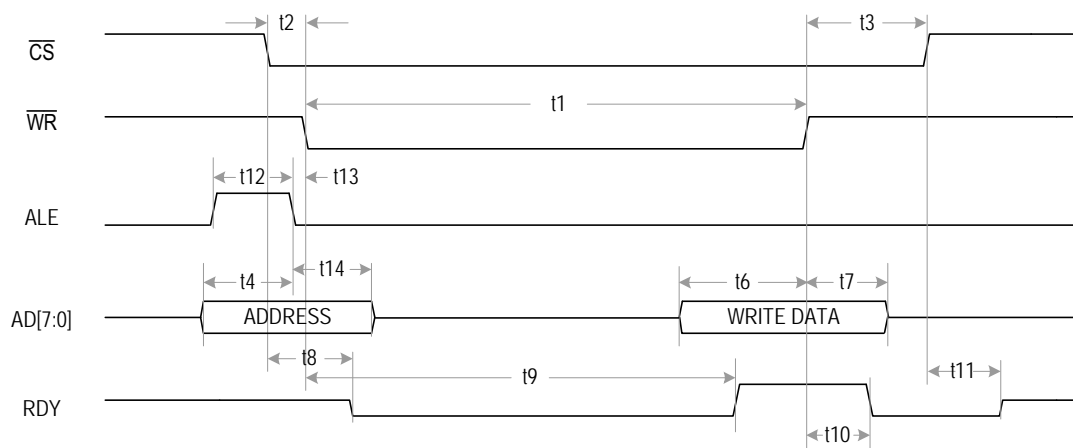 t2 t3
CS
t1
WR
t12 t13
ALE
t4 t14 t6 t7
AD[7:0] ADDRESS WRITE DATA
t8 t9 t11
RDY
t10